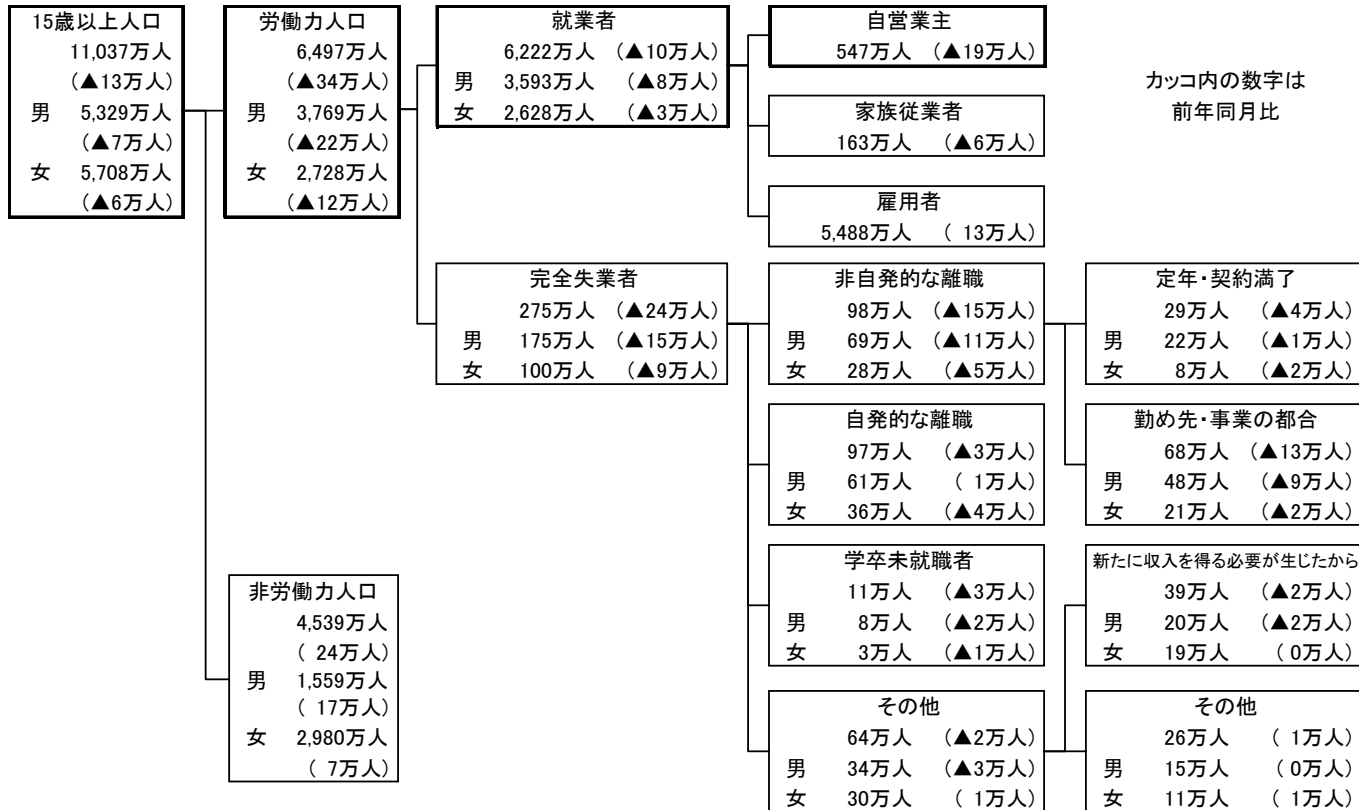 15歳以上人口
11,037万人
(▲13万人)
男 5,329万人
(▲7万人)
女 5,708万人
(▲6万人)
労働力人口
6,497万人
(▲34万人)
男 3,769万人
(▲22万人)
女 2,728万人
(▲12万人)
就業者
6,222万人 (▲10万人)
男 3,593万人 (▲8万人)
女 2,628万人 (▲3万人)
自営業主
547万人 (▲19万人)
カッコ内の数字は
前年同月比
家族従業者
163万人 (▲6万人)
雇用者
5,488万人 ( 13万人)
完全失業者
275万人 (▲24万人)
男 175万人 (▲15万人)
女 100万人 (▲9万人)
非自発的な離職
98万人 (▲15万人)
男 69万人 (▲11万人)
女 28万人 (▲5万人)
定年・契約満了
29万人 (▲4万人)
男 22万人 (▲1万人)
女 8万人 (▲2万人)
自発的な離職
97万人 (▲3万人)
男 61万人 ( 1万人)
女 36万人 (▲4万人)
勤め先・事業の都合
68万人 (▲13万人)
男 48万人 (▲9万人)
女 21万人 (▲2万人)
学卒未就職者
11万人 (▲3万人)
男 8万人 (▲2万人)
女 3万人 (▲1万人)
新たに収入を得る必要が生じたから
39万人 (▲2万人)
男 20万人 (▲2万人)
女 19万人 ( 0万人)
非労働力人口
4,539万人
( 24万人)
男 1,559万人
( 17万人)
女 2,980万人
( 7万人)
その他
64万人 (▲2万人)
男 34万人 (▲3万人)
女 30万人 ( 1万人)
その他
26万人 ( 1万人)
男 15万人 ( 0万人)
女 11万人 ( 1万人)